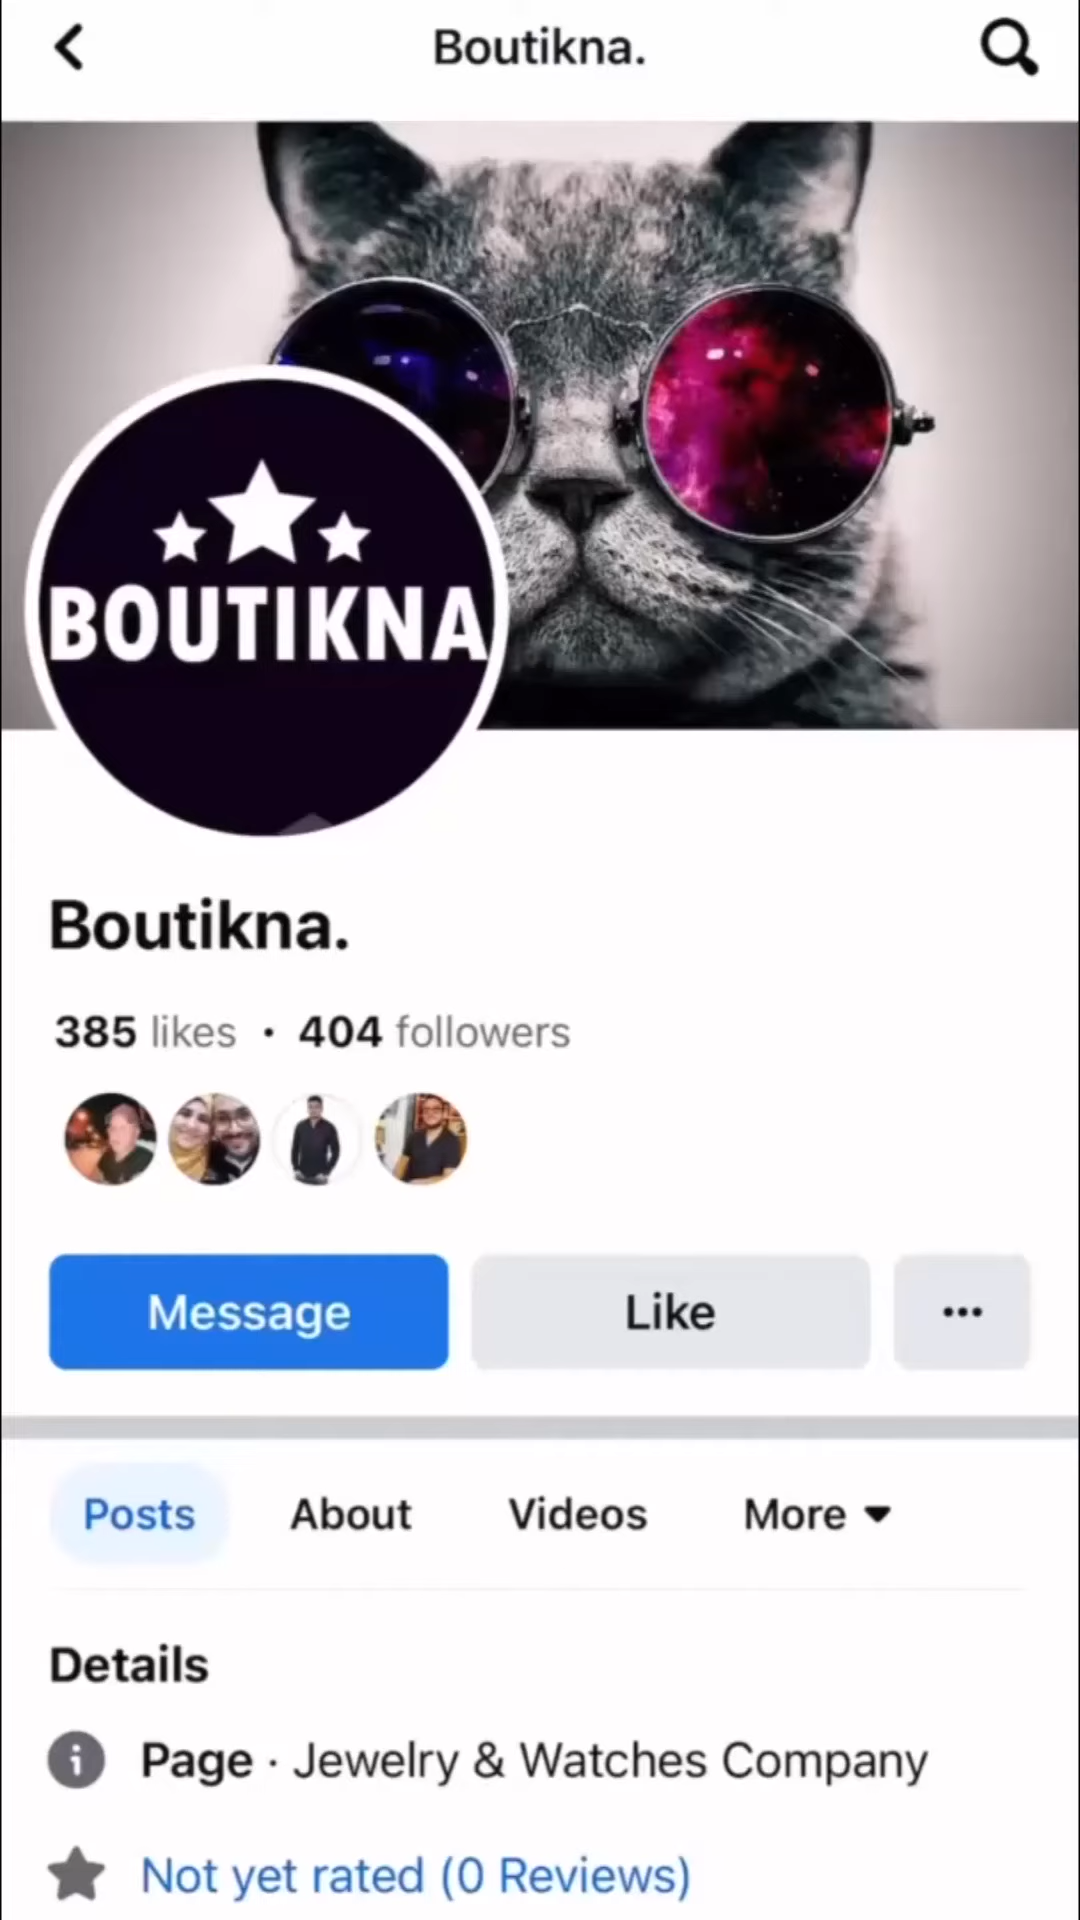 Boutikna.
BOUTIKNA
Boutikna.
385 likes · 404 followers
Message Like ...
Posts About Videos More
Details
Page · Jewelry & Watches Company
Not yet rated (0 Reviews)